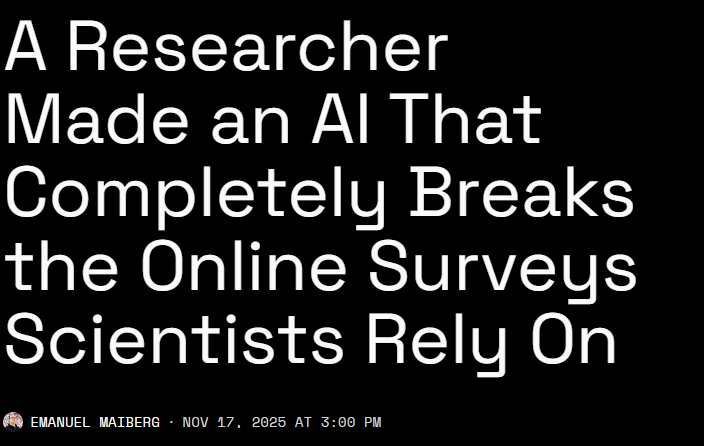 A Researcher
Made an AI That
Completely Breaks
the Online Surveys
Scientists Rely On
EMANUEL MAIBERG · NOV 17, 2025 AT 3:00 PM